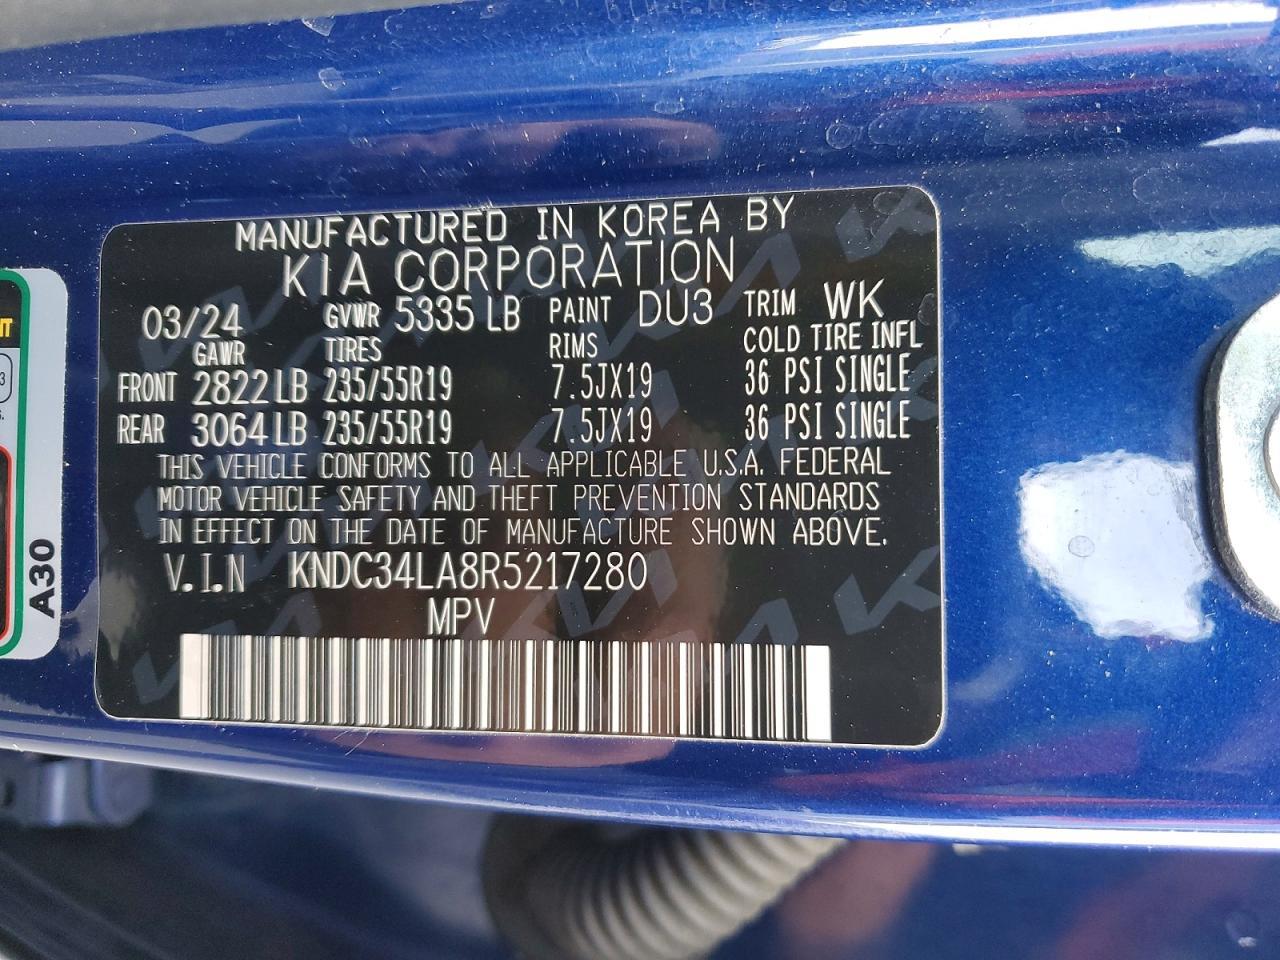 MANUFACTURED IN KOREA BY
KIA CORPORATION
03/24 GVWR 5335 LB PAINT DU3 TRIM WK
GAWR TIRES RIMS COLD TIRE INFL
FRONT 2822 LB 235/55R19 7.5JX19 36 PSI SINGLE
REAR 3064 LB 235/55R19 7.5JX19 36 PSI SINGLE
THIS VEHICLE CONFORMS TO ALL APPLICABLE U.S.A. FEDERAL
MOTOR VEHICLE SAFETY AND THEFT PREVENTION STANDARDS
IN EFFECT ON THE DATE OF MANUFACTURE SHOWN ABOVE.
V.I.N KNDC34LA8R5217280
MPV
A30